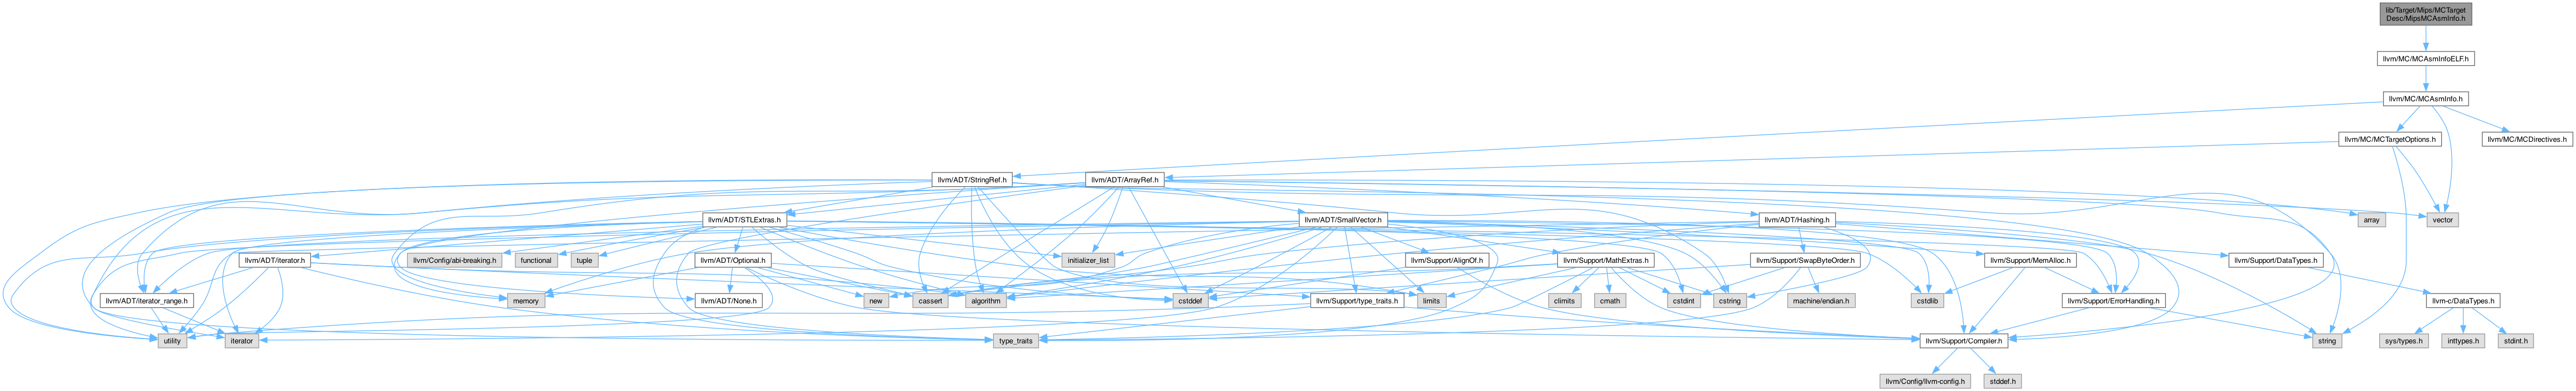 lib/Target/Mips/MCTarget
Desc/MipsMCAsmInfo.h
llvm/MC/MCAsmInfoELF.h
llvm/MC/MCAsmInfo.h
llvm/MC/MCTargetOptions.h
llvm/MC/MCDirectives.h
llvm/ADT/StringRef.h
llvm/ADT/ArrayRef.h
llvm/ADT/STLExtras.h
llvm/ADT/SmallVector.h
llvm/ADT/Hashing.h
array
vector
llvm/ADT/iterator.h
llvm/Config/abi-breaking.h
functional
tuple
llvm/ADT/Optional.h
initializer_list
llvm/Support/AlignOf.h
llvm/Support/MathExtras.h
llvm/Support/SwapByteOrder.h
llvm/Support/MemAlloc.h
llvm/Support/DataTypes.h
llvm/ADT/iterator_range.h
memory
llvm/ADT/None.h
new
cassert
algorithm
cstddef
llvm/Support/type_traits.h
limits
climits
cmath
cstdint
cstring
machine/endian.h
cstdlib
llvm/Support/ErrorHandling.h
llvm-c/DataTypes.h
utility
iterator
type_traits
llvm/Support/Compiler.h
string
sys/types.h
inttypes.h
stdint.h
llvm/Config/llvm-config.h
stddef.h